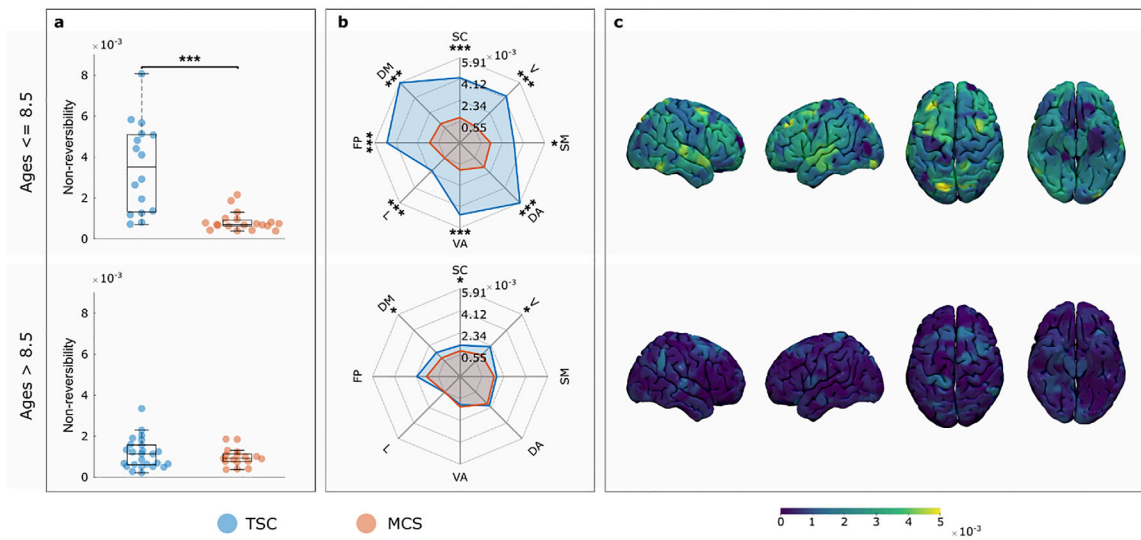 a
b
c
Ages <= 8.5
× 10⁻³
Non-reversibility
8
6
4
2
0
***
SC
***
5.91 × 10⁻³
4.12
2.34
0.55
V
***
SM
*
DA
***
VA
***
L
***
FP
***
DM
***
Ages > 8.5
× 10⁻³
Non-reversibility
8
6
4
2
0
SC
*
5.91 × 10⁻³
4.12
2.34
0.55
V
*
SM
DA
VA
L
FP
DM
*
TSC
MCS
0 1 2 3 4 5
× 10⁻³